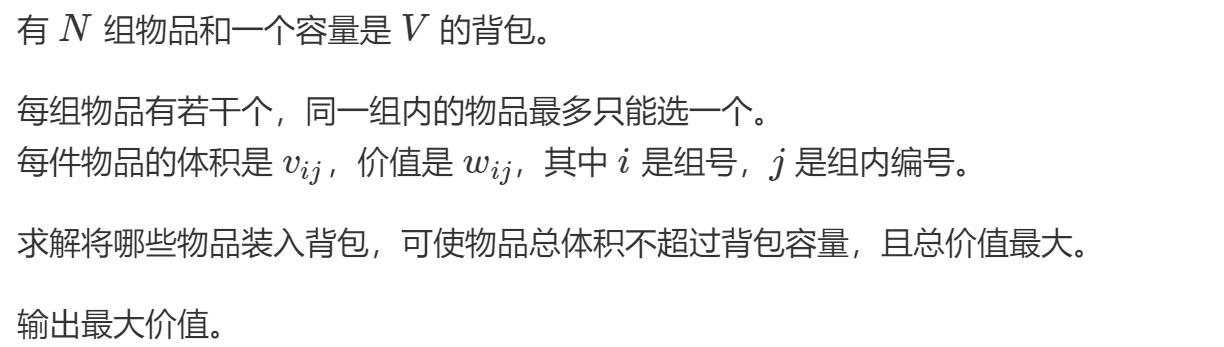 有 N 组物品和一个容量是 V 的背包。
每组物品有若干个，同一组内的物品最多只能选一个。
每件物品的体积是 v_{ij}，价值是 w_{ij}，其中 i 是组号，j 是组内编号。
求解将哪些物品装入背包，可使物品总体积不超过背包容量，且总价值最大。
输出最大价值。